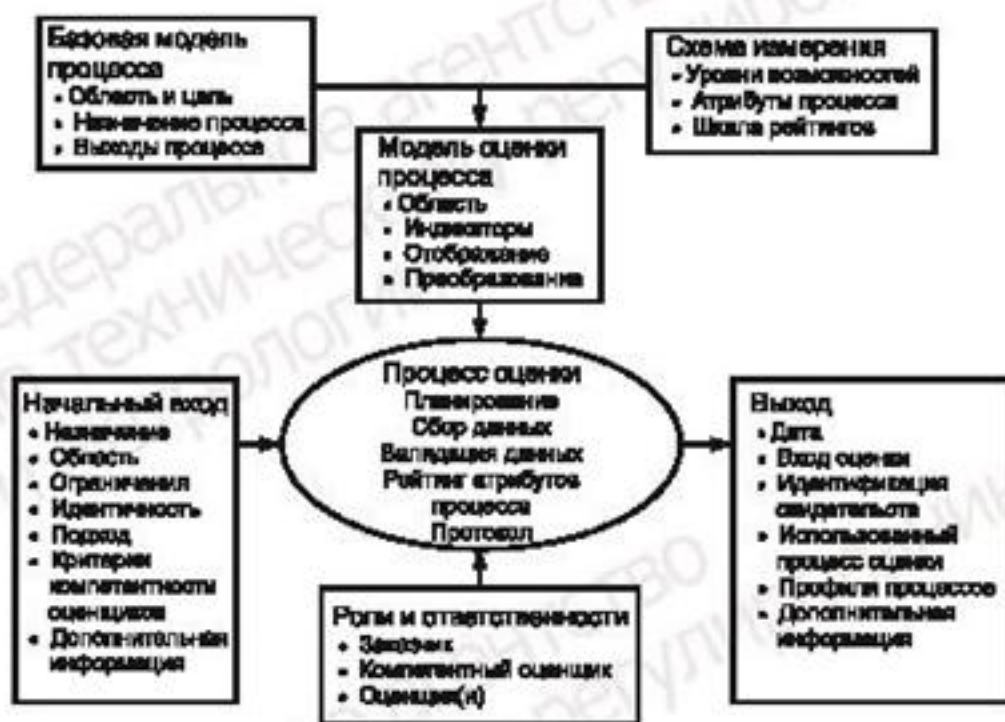 Базовая модель
процесса
• Область и цель
• Назначение процесса
• Выходы процесса
Схема измерения
• Уровни возможностей
• Атрибуты процесса
• Шкала рейтингов
Модель оценки
процесса
• Область
• Индикаторы
• Отображение
• Преобразование
Начальный вход
• Назначение
• Область
• Ограничения
• Идентичность
• Подход
• Критерии
компетентности
оценщиков
• Дополнительная
информация
Процесс оценки
Планирование
Сбор данных
Валидация данных
Рейтинг атрибутов
процесса
Протокол
Выход
• Дата
• Вход оценки
• Идентификация
свидетельств
• Использованный
процесс оценки
• Профиля процессов
• Дополнительная
информация
Роли и ответственности
• Заказчик
• Компетентный оценщик
• Оценщик(и)